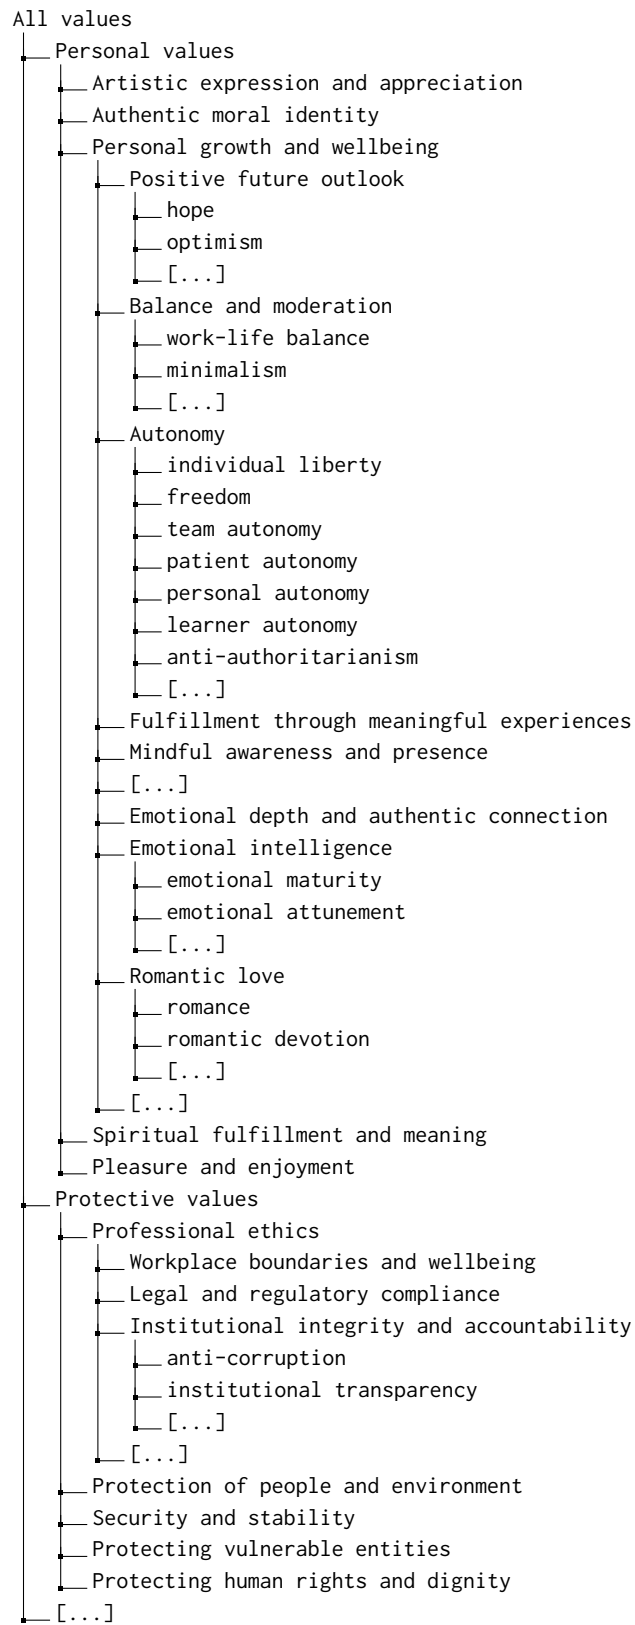 All values
Personal values
Artistic expression and appreciation
Authentic moral identity
Personal growth and wellbeing
Positive future outlook
hope
optimism
[...]
Balance and moderation
work-life balance
minimalism
[...]
Autonomy
individual liberty
freedom
team autonomy
patient autonomy
personal autonomy
learner autonomy
anti-authoritarianism
[...]
Fulfillment through meaningful experiences
Mindful awareness and presence
[...]
Emotional depth and authentic connection
Emotional intelligence
emotional maturity
emotional attunement
[...]
Romantic love
romance
romantic devotion
[...]
[...]
Spiritual fulfillment and meaning
Pleasure and enjoyment
Protective values
Professional ethics
Workplace boundaries and wellbeing
Legal and regulatory compliance
Institutional integrity and accountability
anti-corruption
institutional transparency
[...]
[...]
Protection of people and environment
Security and stability
Protecting vulnerable entities
Protecting human rights and dignity
[...]